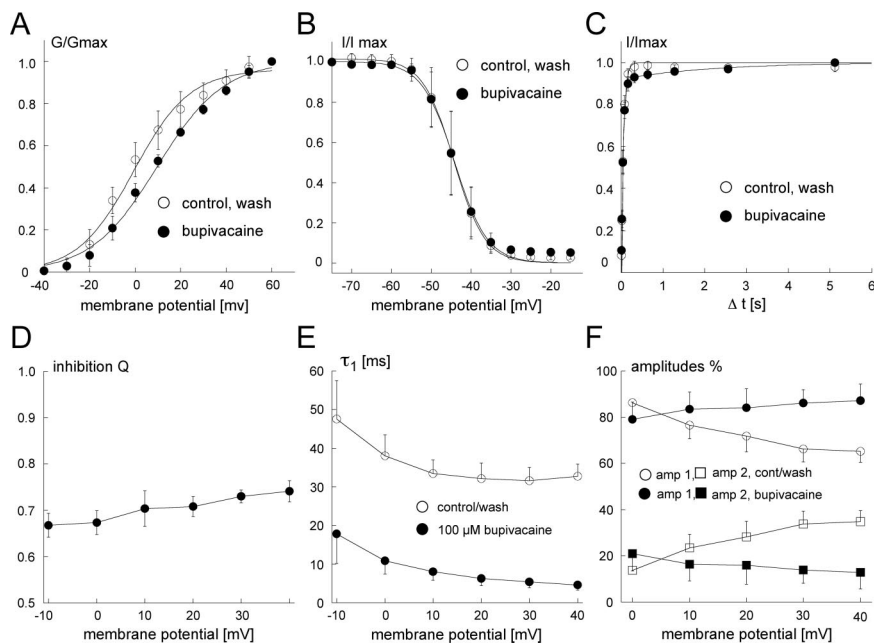 A
G/Gmax
1.0
0.8
0.6
0.4
0.2
0
control, wash
bupivacaine
-40 -20 0 20 40 60
membrane potential [mv]
B
I/I max
1.0
0.8
0.6
0.4
0.2
0
control, wash
bupivacaine
-70 -60 -50 -40 -30 -20
membrane potential [mV]
C
I/Imax
1.0
0.8
0.6
0.4
0.2
0
control, wash
bupivacaine
0 1 2 3 4 5 6
Δ t [s]
D
inhibition Q
1.0
0.9
0.8
0.7
0.6
0.5
-10 0 10 20 30
membrane potential [mV]
E
τ1 [ms]
60
50
40
30
20
10
0
control/wash
100 µM bupivacaine
-10 0 10 20 30 40
membrane potential [mV]
F
amplitudes %
100
80
60
40
20
0
amp 1, amp 2, cont/wash
amp 1, amp 2, bupivacaine
0 10 20 30 40
membrane potential [mV]